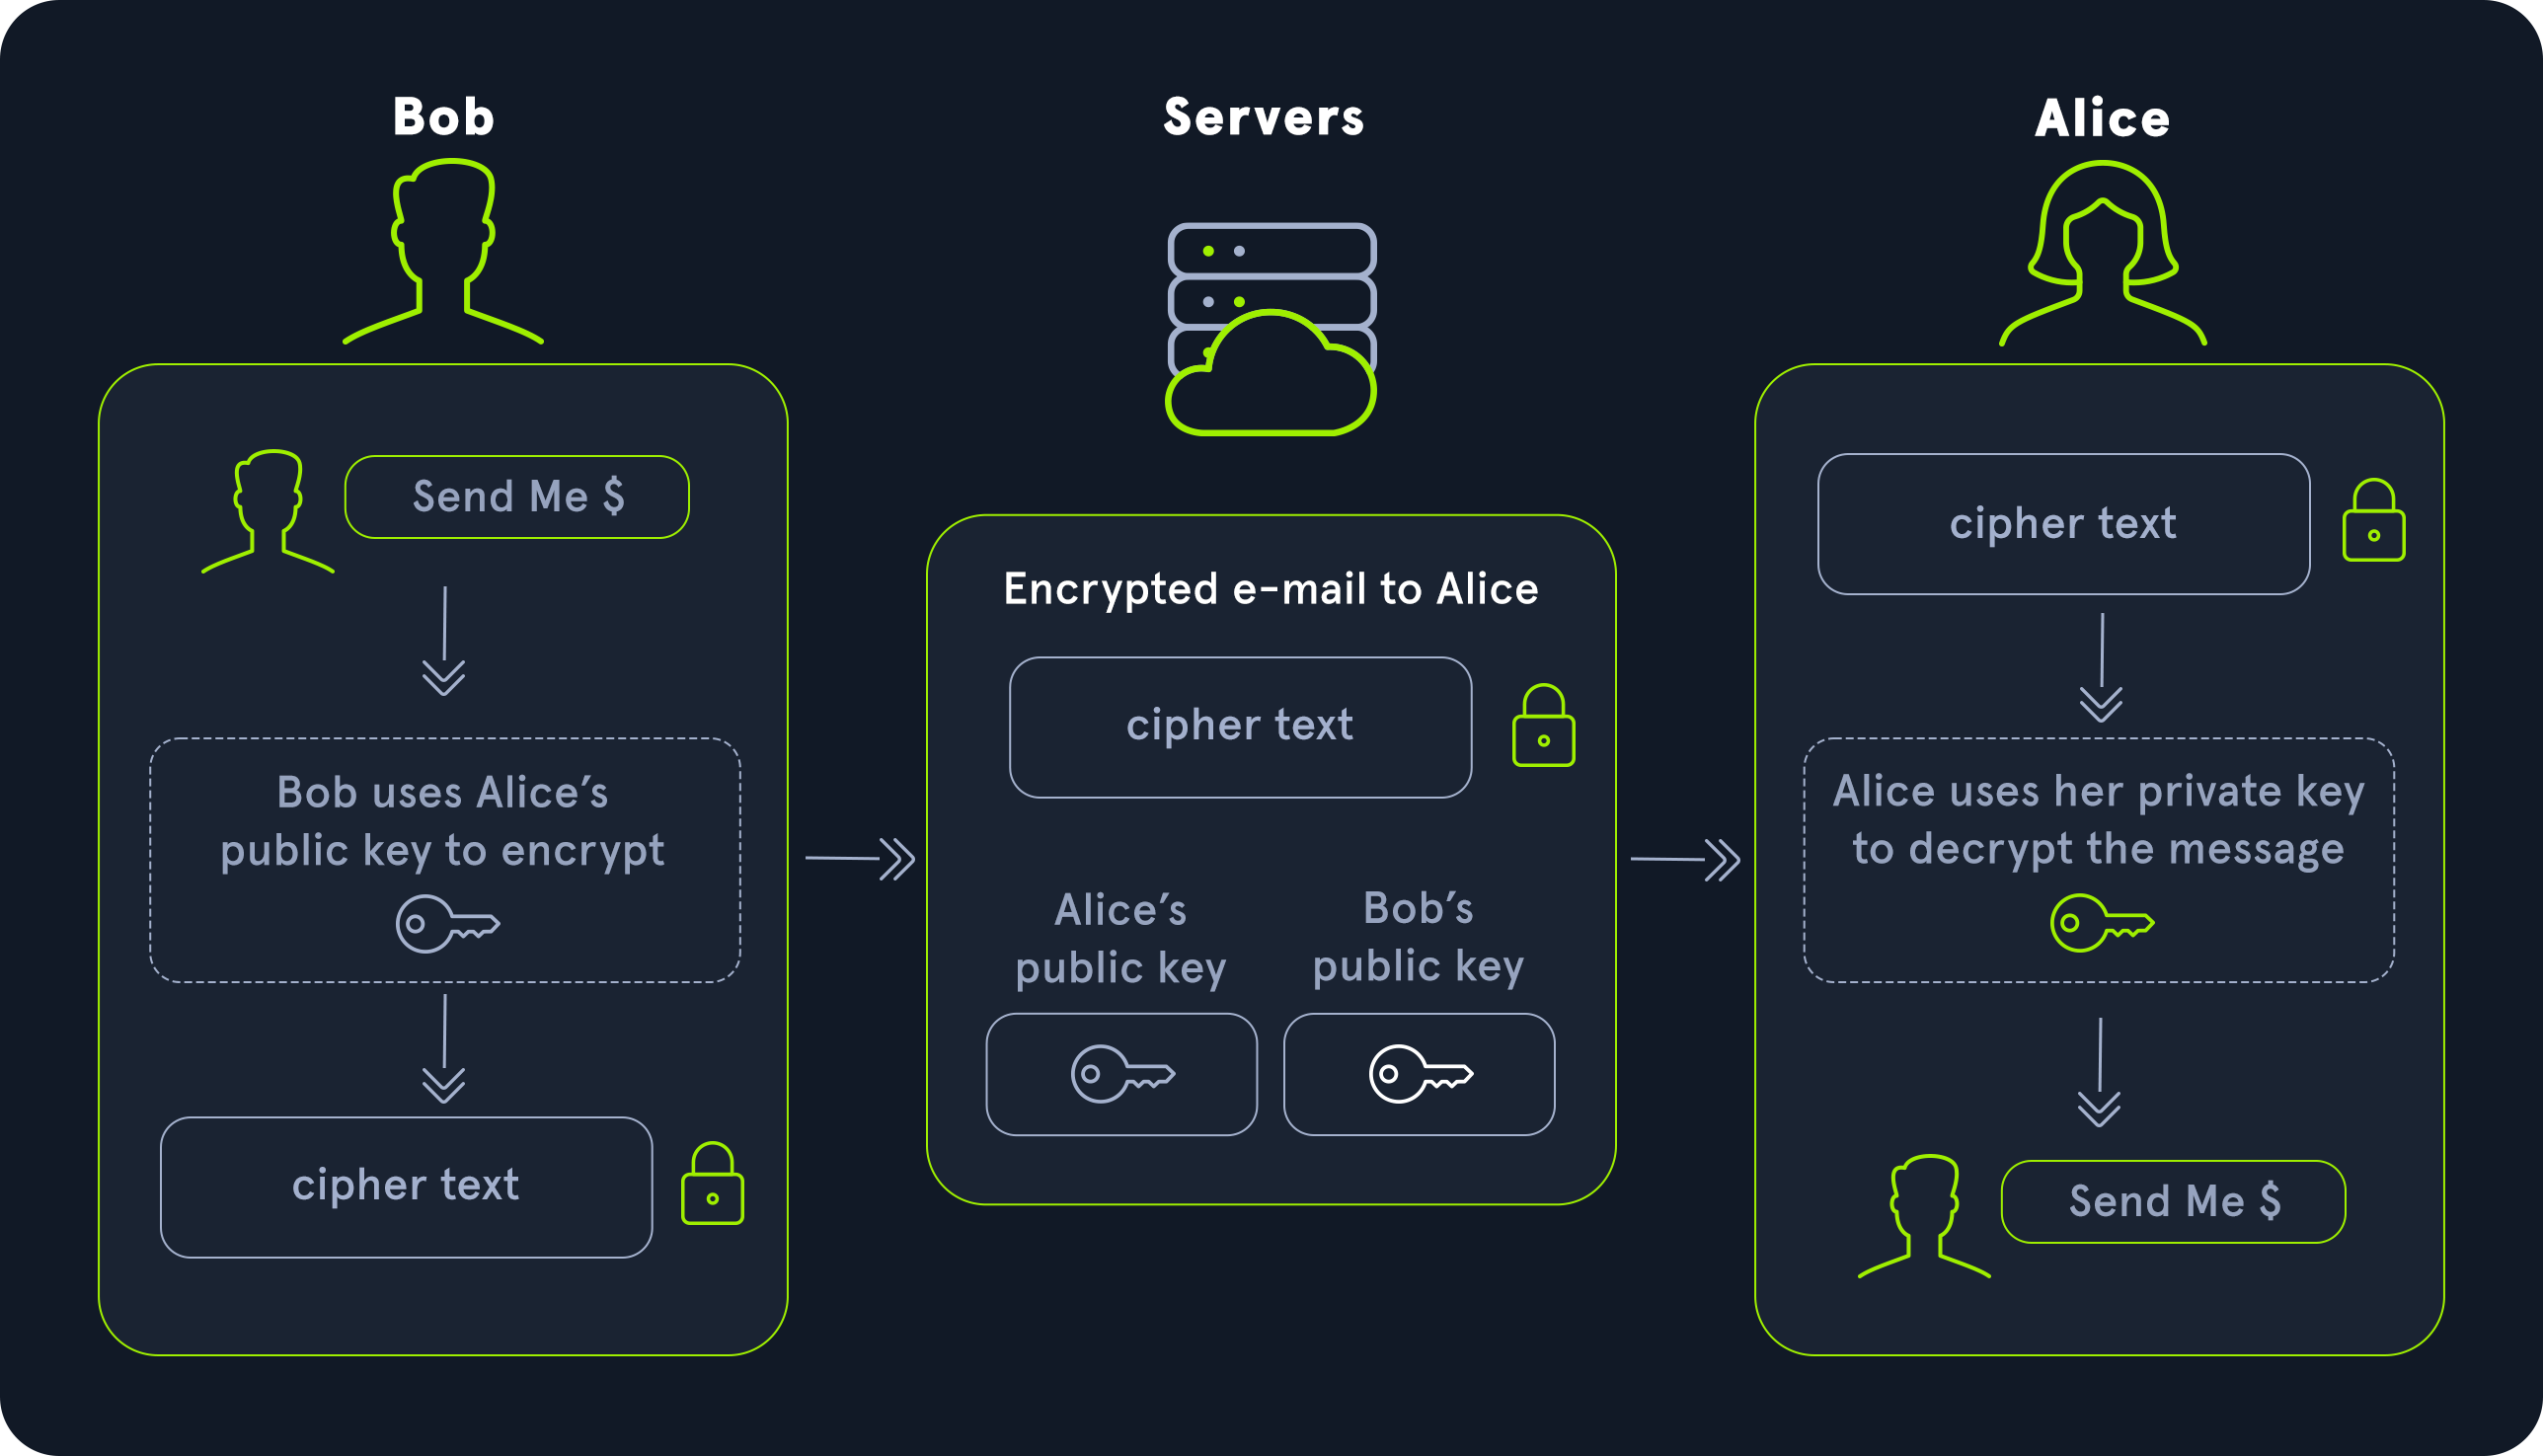 Bob
Send Me $
Bob uses Alice’s
public key to encrypt
cipher text
Servers
Encrypted e-mail to Alice
cipher text
Alice’s
public key
Bob’s
public key
Alice
cipher text
Alice uses her private key
to decrypt the message
Send Me $